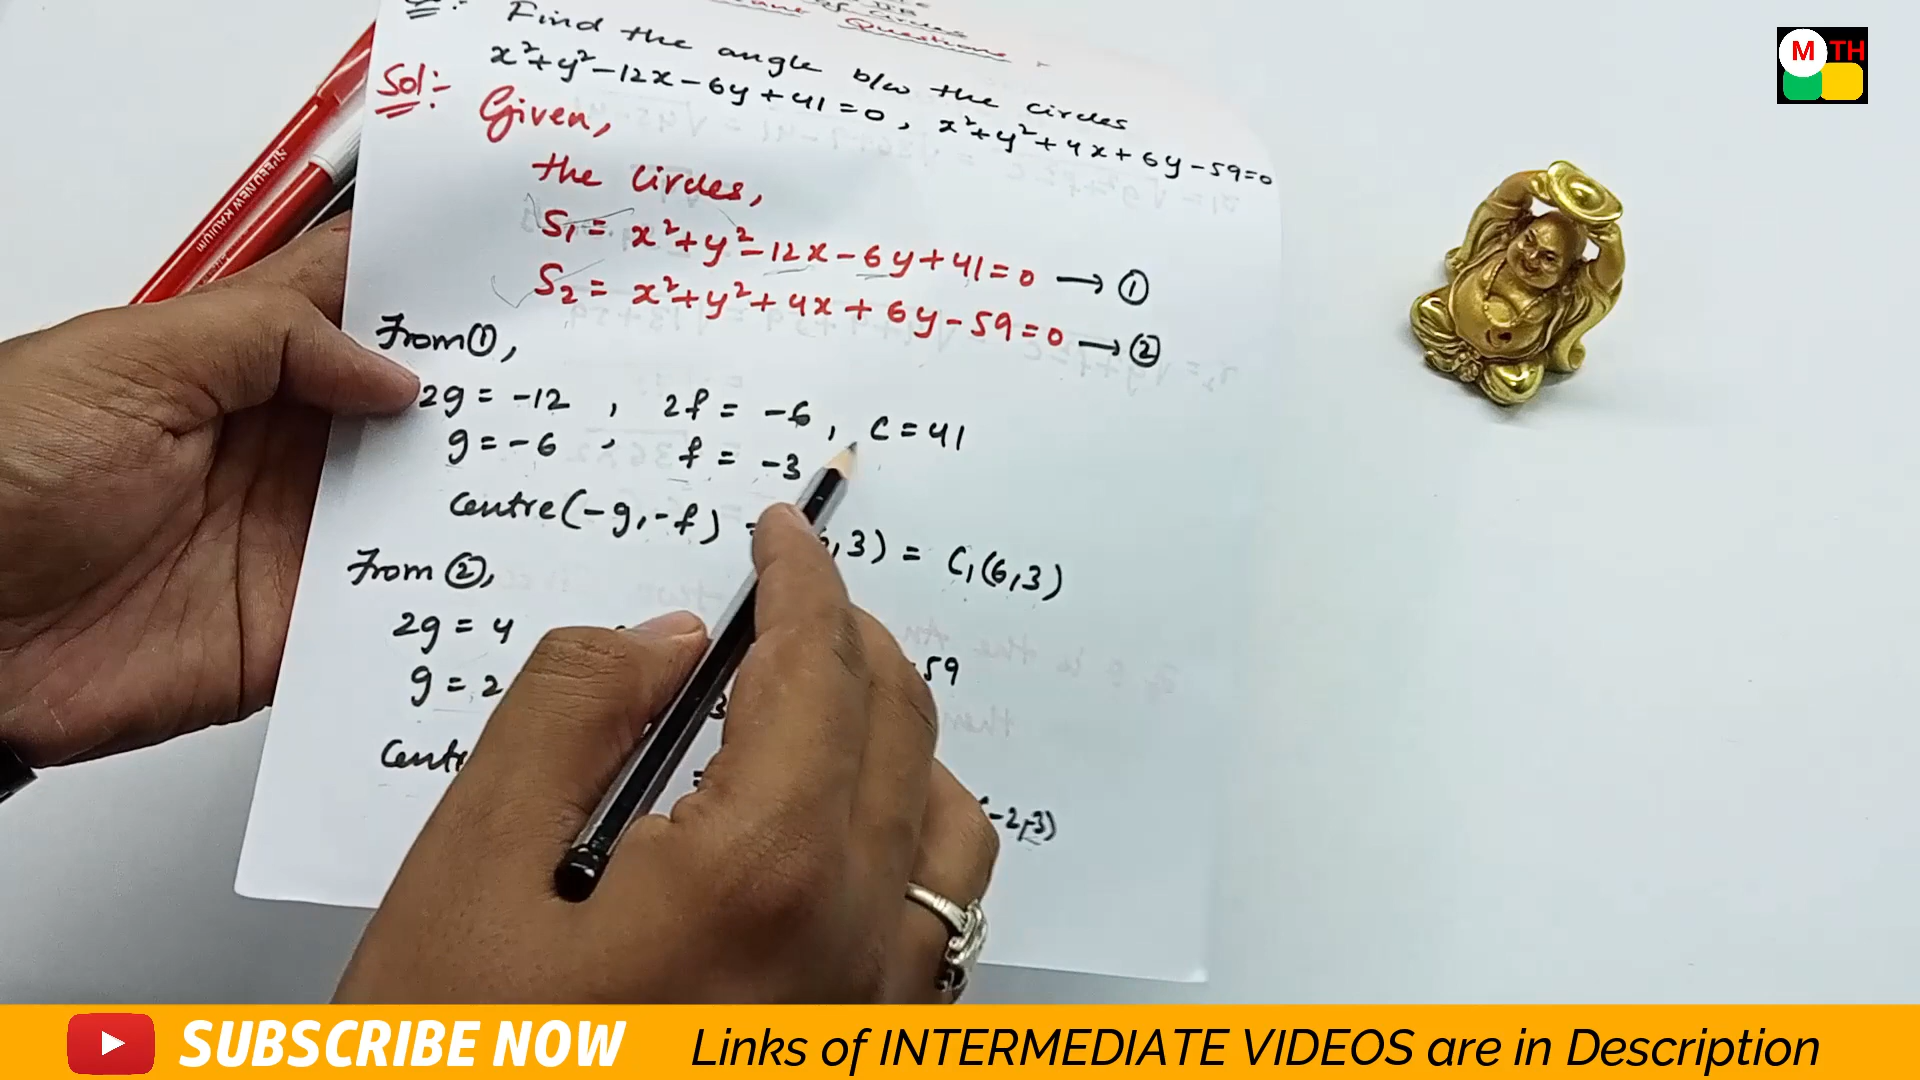 Questions
Find the angle b/w the circles
x²+y²-12x-6y+41=0, x²+y²+4x+6y-59=0
Sol:- Given,
the circles,
S₁= x²+y²-12x-6y+41=0 → ①
S₂= x²+y²+4x+6y-59=0 → ②
From ①,
2g = -12, 2f = -6, c=41
g = -6, f = -3
Centre(-g,-f) = ,3) = C₁(6,3)
From ②,
2g = 4 59
g = 2 3
Centre = -2,-3)
M TH
SUBSCRIBE NOW
Links of INTERMEDIATE VIDEOS are in Description